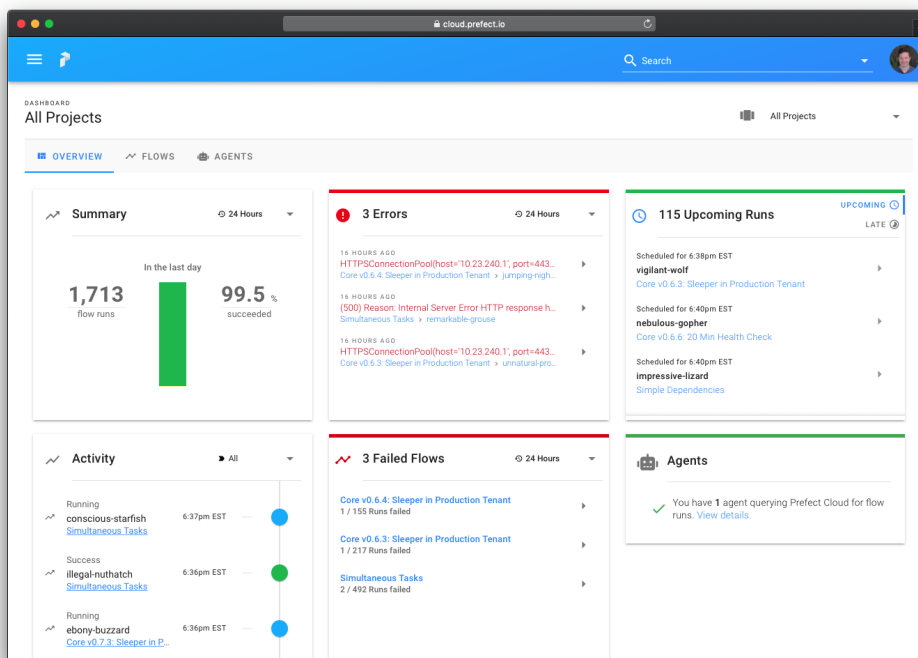 cloud.prefect.io
Search
DASHBOARD
All Projects
All Projects
OVERVIEW
FLOWS
AGENTS
Summary
24 Hours
In the last day
1,713
flow runs
99.5 %
succeeded
3 Errors
24 Hours
16 HOURS AGO
HTTPSConnectionPool(host='10.23.240.1', port=443...
Core v0.6.4: Sleeper in Production Tenant > jumping-nigh...
16 HOURS AGO
(500) Reason: Internal Server Error HTTP response h...
Simultaneous Tasks > remarkable-grouse
16 HOURS AGO
HTTPSConnectionPool(host='10.23.240.1', port=443...
Core v0.6.3: Sleeper in Production Tenant > unnatural-pro...
115 Upcoming Runs
UPCOMING
LATE
Scheduled for 6:38pm EST
vigilant-wolf
Core v0.6.3: Sleeper in Production Tenant
Scheduled for 6:40pm EST
nebulous-gopher
Core v0.6.6: 20 Min Health Check
Scheduled for 6:40pm EST
impressive-lizard
Simple Dependencies
Activity
All
Running
conscious-starfish
6:37pm EST
Simultaneous Tasks
Success
illegal-nuthatch
6:36pm EST
Simultaneous Tasks
Running
ebony-buzzard
6:36pm EST
Core v0.7.3: Sleeper in P...
3 Failed Flows
24 Hours
Core v0.6.4: Sleeper in Production Tenant
1 / 155 Runs failed
Core v0.6.3: Sleeper in Production Tenant
1 / 217 Runs failed
Simultaneous Tasks
2 / 492 Runs failed
Agents
You have 1 agent querying Prefect Cloud for flow
runs. View details.